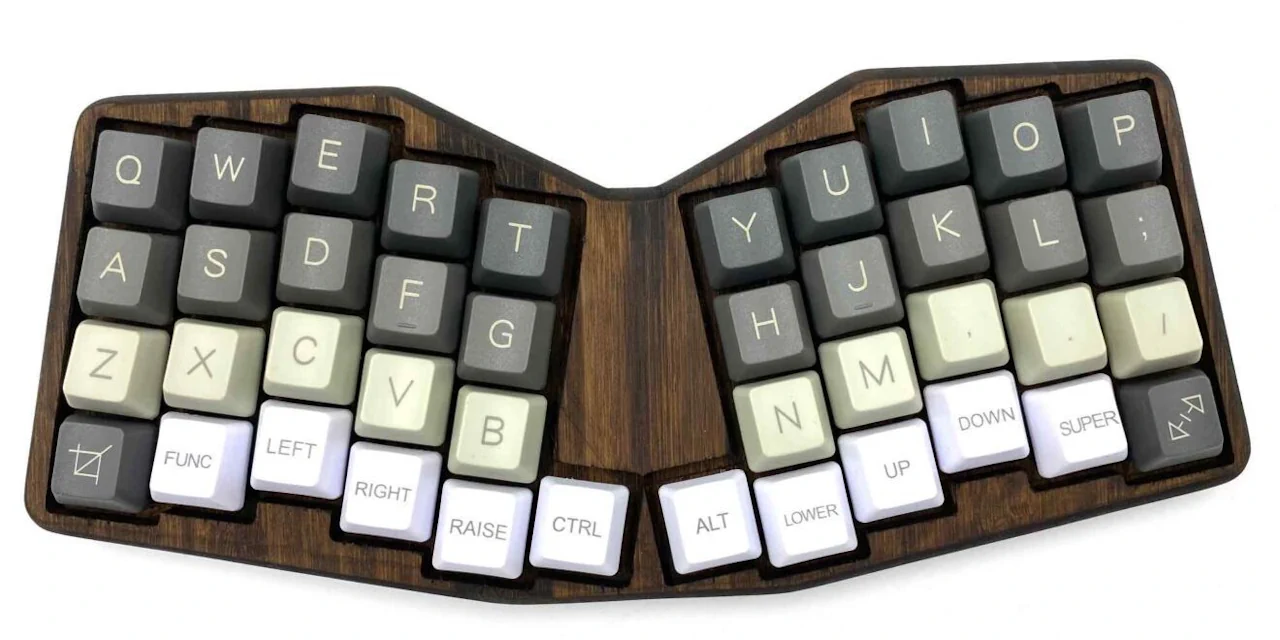 Q W E R T Y U I O P
A S D F G H J K L ;
Z X C V B N M , . /
FUNC LEFT RIGHT RAISE CTRL ALT LOWER UP DOWN SUPER